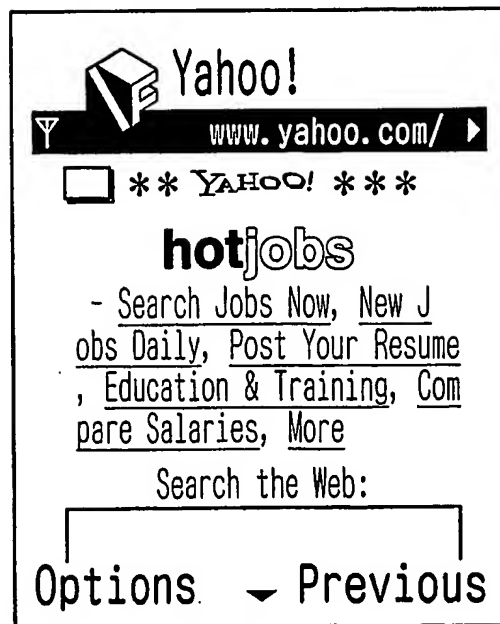 Yahoo!
www.yahoo.com/
** YAHOO! ***
hotjobs
- Search Jobs Now, New J
obs Daily, Post Your Resume
, Education & Training, Com
pare Salaries, More
Search the Web:
Options Previous